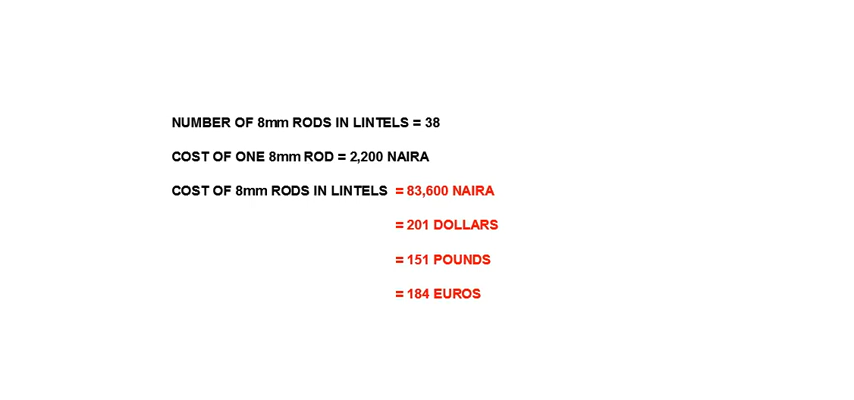 NUMBER OF 8mm RODS IN LINTELS = 38
COST OF ONE 8mm ROD = 2,200 NAIRA
COST OF 8mm RODS IN LINTELS = 83,600 NAIRA
= 201 DOLLARS
= 151 POUNDS
= 184 EUROS